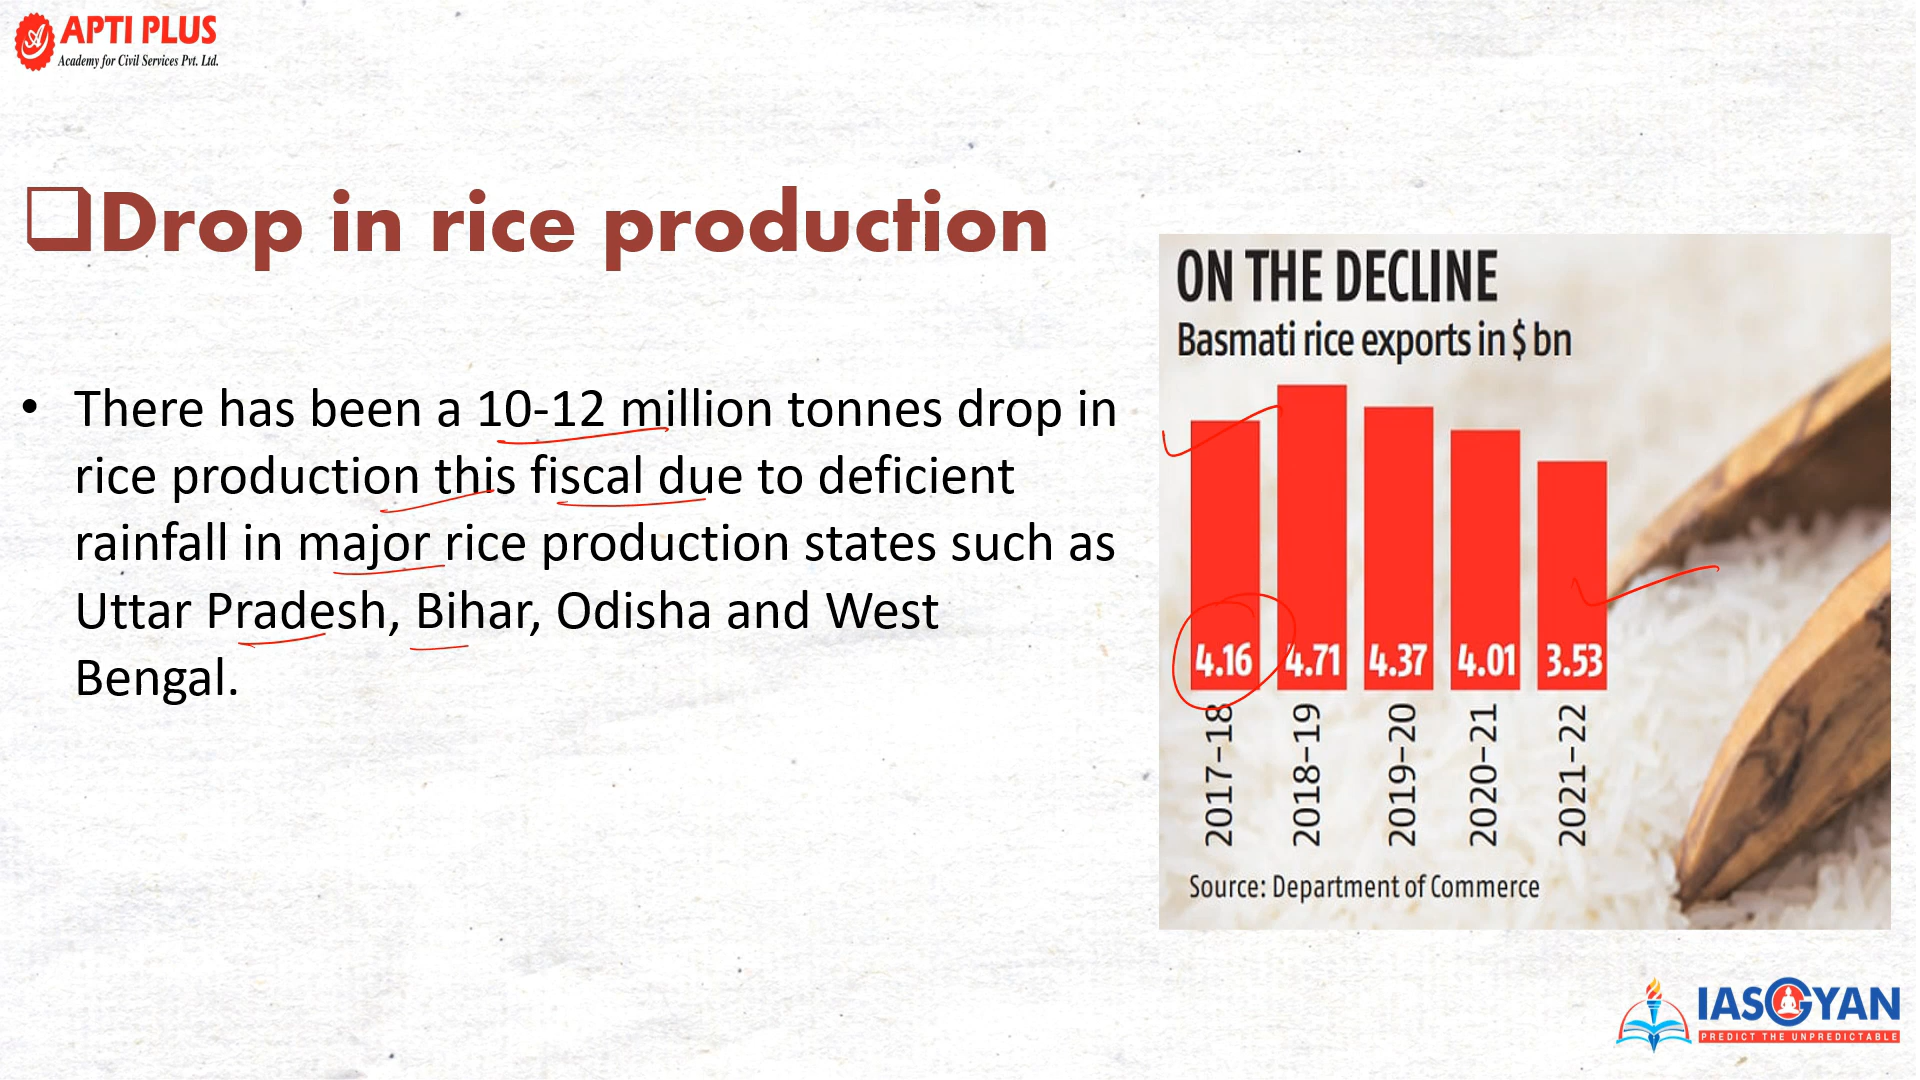 APTI PLUS
Academy for Civil Services Pvt. Ltd.
❑Drop in rice production
• There has been a 10-12 million tonnes drop in
rice production this fiscal due to deficient
rainfall in major rice production states such as
Uttar Pradesh, Bihar, Odisha and West
Bengal.
ON THE DECLINE
Basmati rice exports in $ bn
4.16 4.71 4.37 4.01 3.53
2017–18 2018–19 2019–20 2020–21 2021–22
Source: Department of Commerce
IASGYAN
PREDICT THE UNPREDICTABLE